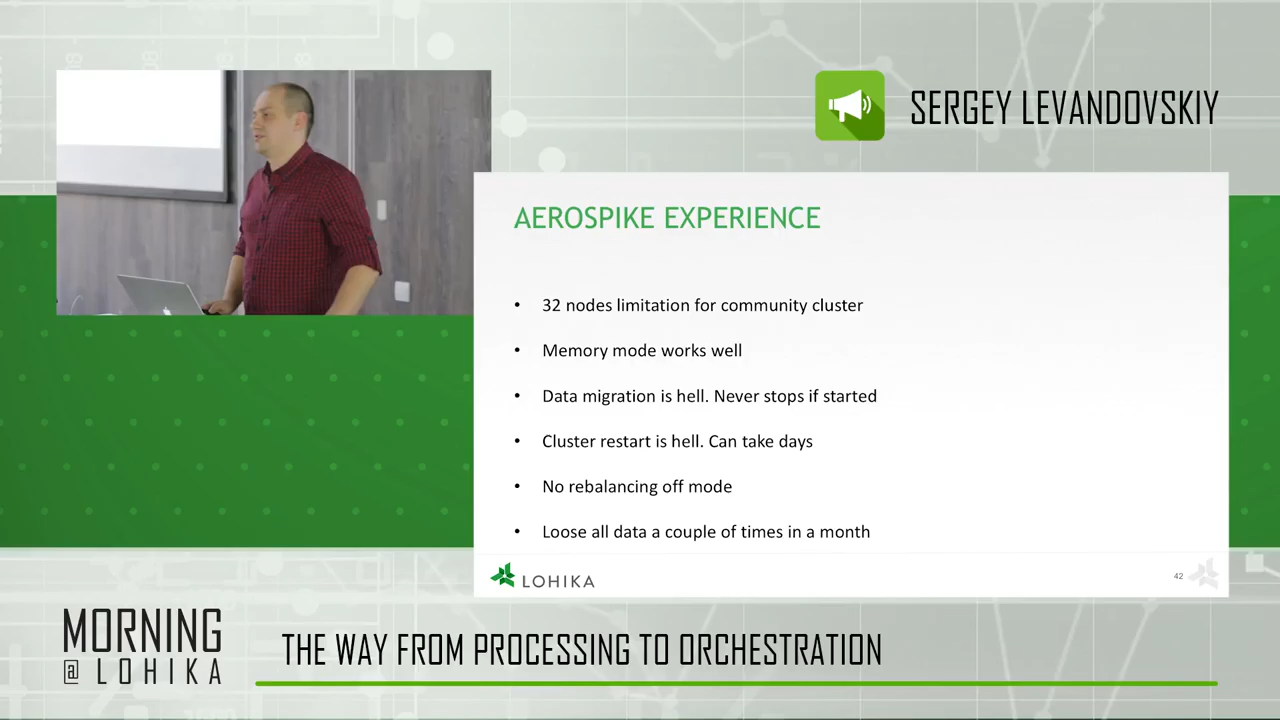 SERGEY LEVANDOVSKIY
AEROSPIKE EXPERIENCE
• 32 nodes limitation for community cluster
• Memory mode works well
• Data migration is hell. Never stops if started
• Cluster restart is hell. Can take days
• No rebalancing off mode
• Loose all data a couple of times in a month
LOHIKA
42
MORNING
@ LOHIKA
THE WAY FROM PROCESSING TO ORCHESTRATION